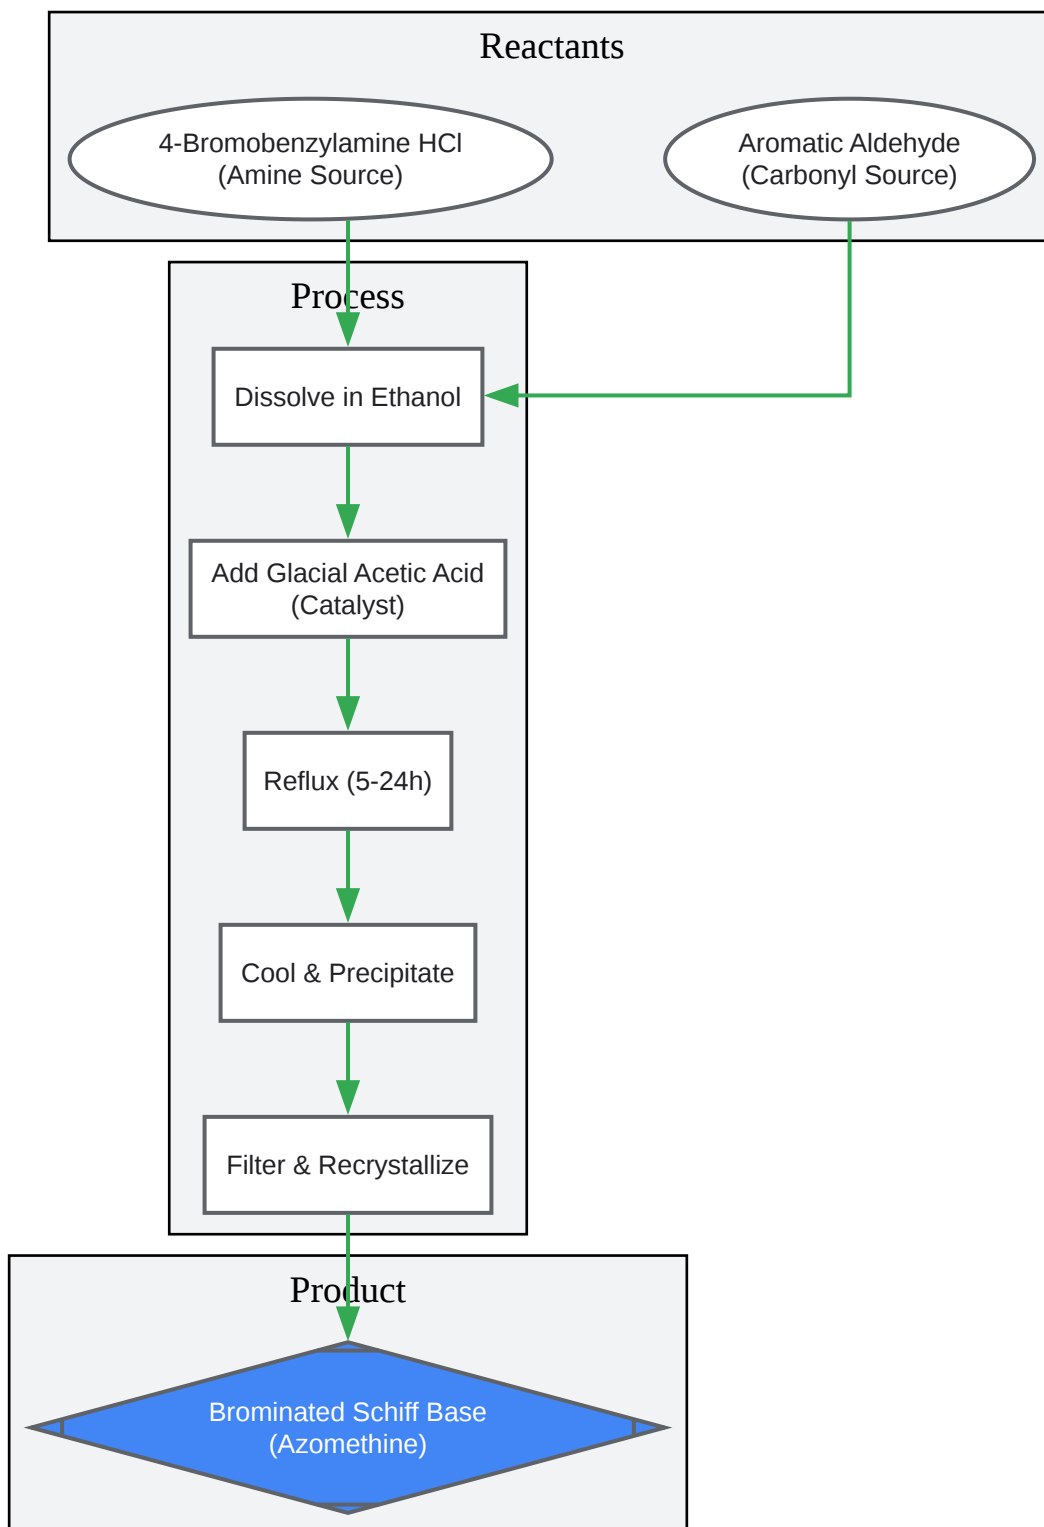 Reactants
4-Bromobenzylamine HCl
(Amine Source)
Aromatic Aldehyde
(Carbonyl Source)
Process
Dissolve in Ethanol
Add Glacial Acetic Acid
(Catalyst)
Reflux (5-24h)
Cool & Precipitate
Filter & Recrystallize
Product
Brominated Schiff Base
(Azomethine)